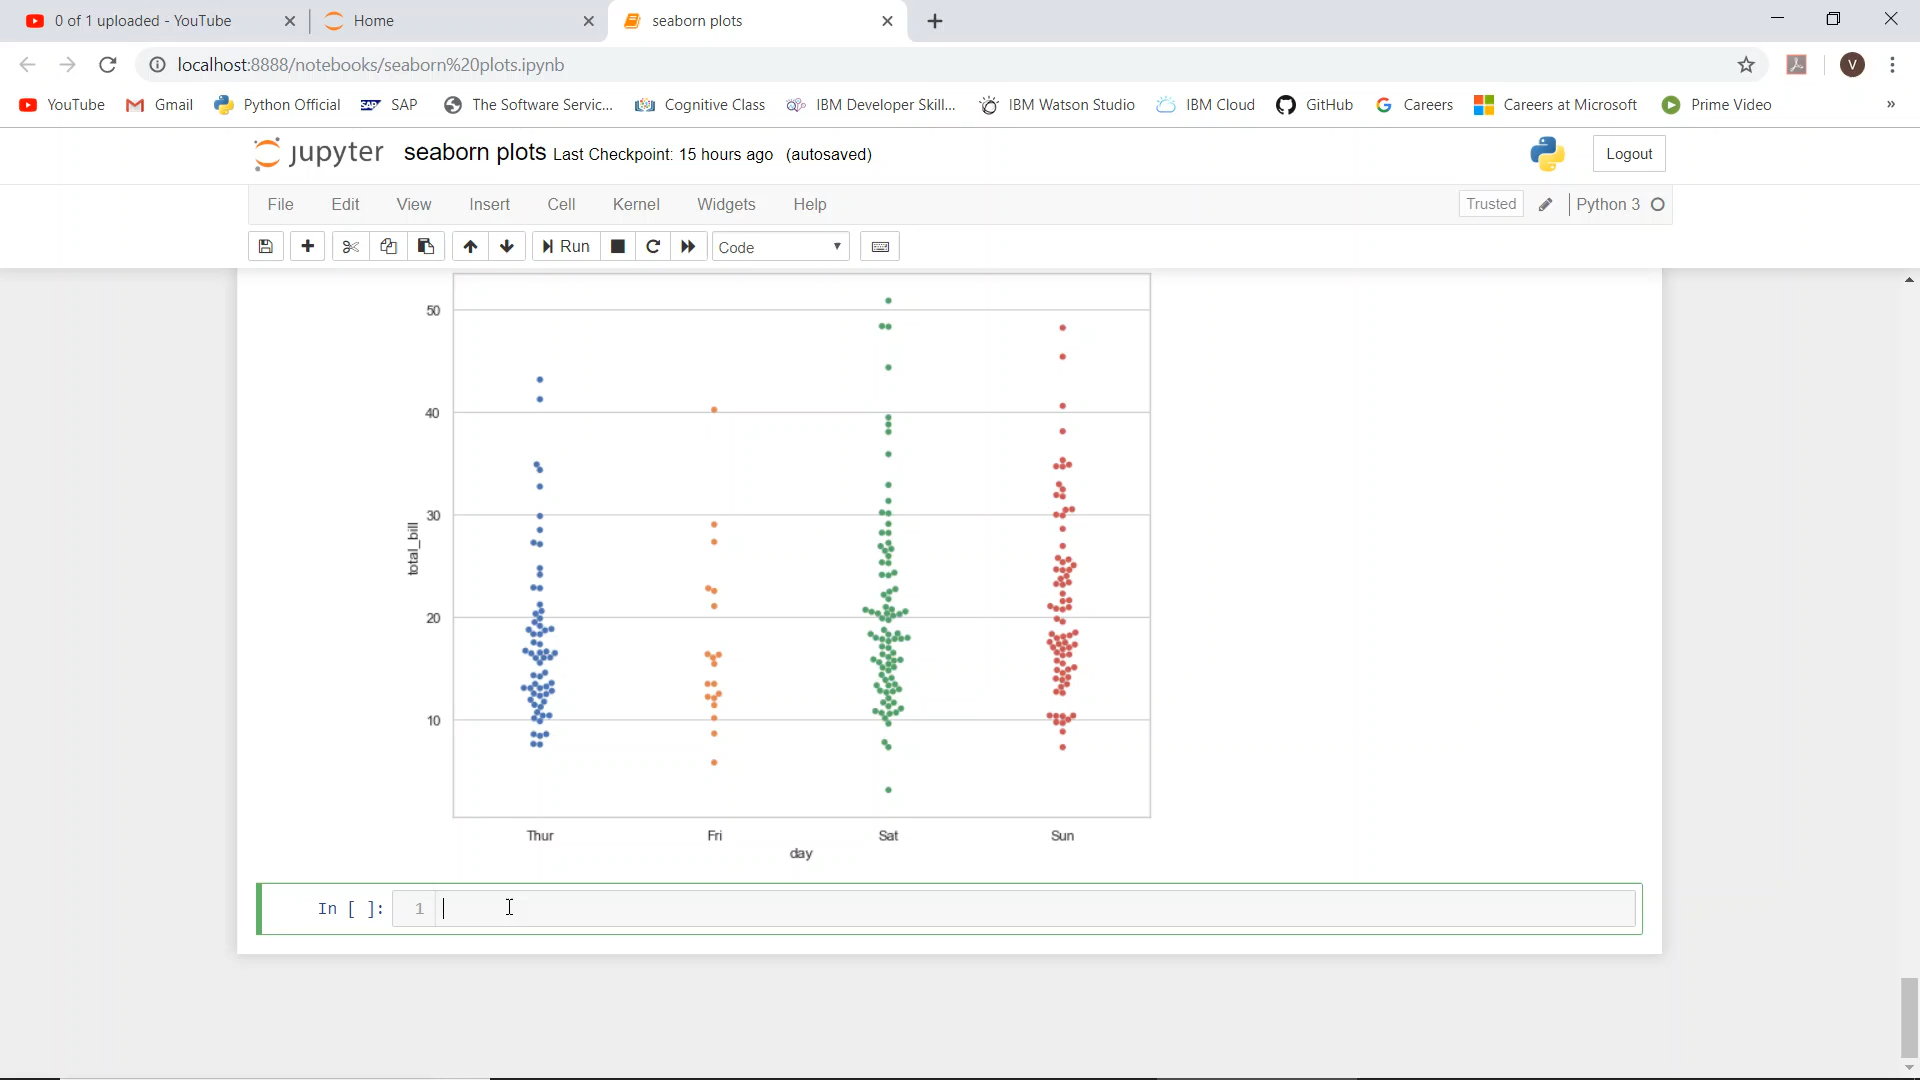 0 of 1 uploaded - YouTube
Home
seaborn plots
localhost:8888/notebooks/seaborn%20plots.ipynb
V
YouTube
Gmail
Python Official
SAP SAP
The Software Servic...
Cognitive Class
IBM Developer Skill...
IBM Watson Studio
IBM Cloud
GitHub
Careers
Careers at Microsoft
Prime Video
»
jupyter seaborn plots Last Checkpoint: 15 hours ago (autosaved)
Logout
File Edit View Insert Cell Kernel Widgets Help
Trusted
Python 3
Run
Code
50
40
30
20
10
total_bill
Thur Fri Sat Sun
day
In [ ]: 1